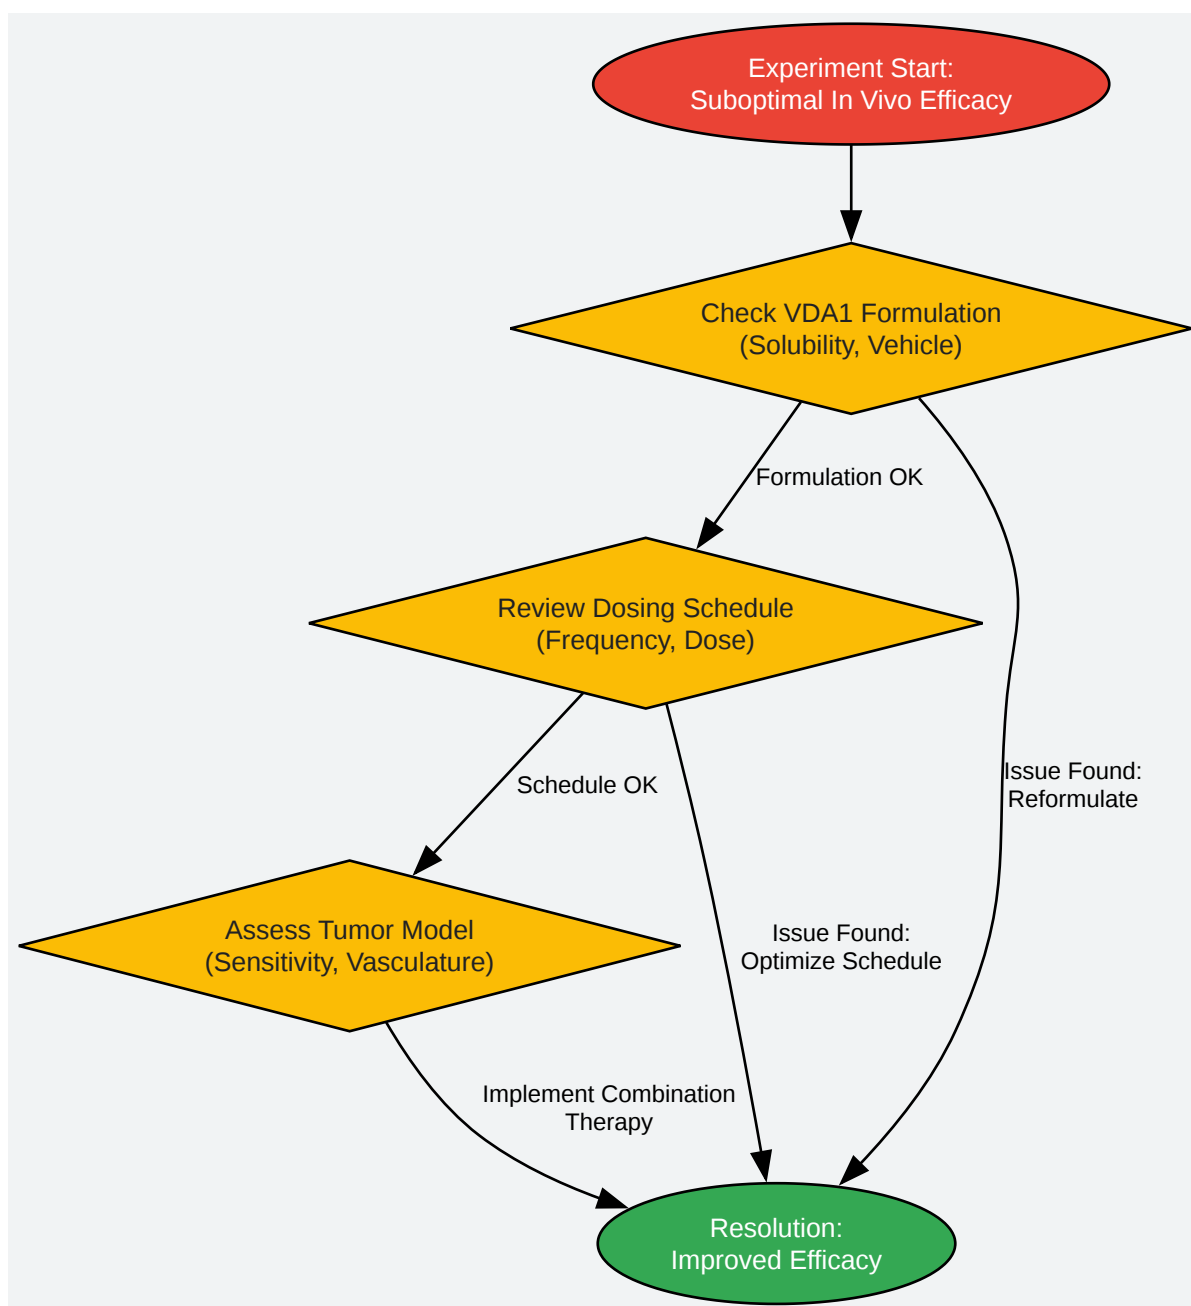 Experiment Start:
Suboptimal In Vivo Efficacy
Check VDA1 Formulation
(Solubility, Vehicle)
Formulation OK
Review Dosing Schedule
(Frequency, Dose)
Schedule OK
Issue Found:
Reformulate
Assess Tumor Model
(Sensitivity, Vasculature)
Issue Found:
Optimize Schedule
Implement Combination
Therapy
Resolution:
Improved Efficacy